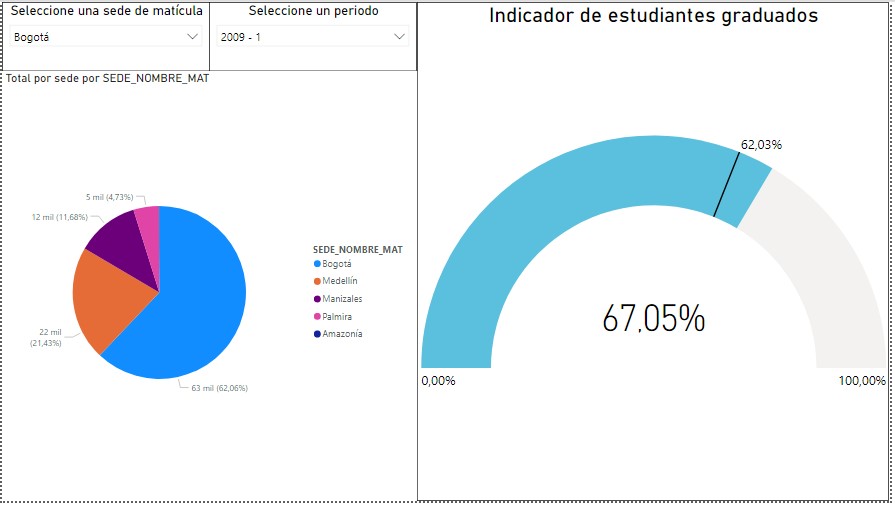 Seleccione una sede de matícula
Bogotá
Seleccione un periodo
2009 - 1
Total por sede por SEDE_NOMBRE_MAT
5 mil (4,73%)
12 mil (11,68%)
22 mil
(21,43%)
63 mil (62,06%)
SEDE_NOMBRE_MAT
Bogotá
Medellín
Manizales
Palmira
Amazonía
Indicador de estudiantes graduados
62,03%
67,05%
0,00%
100,00%